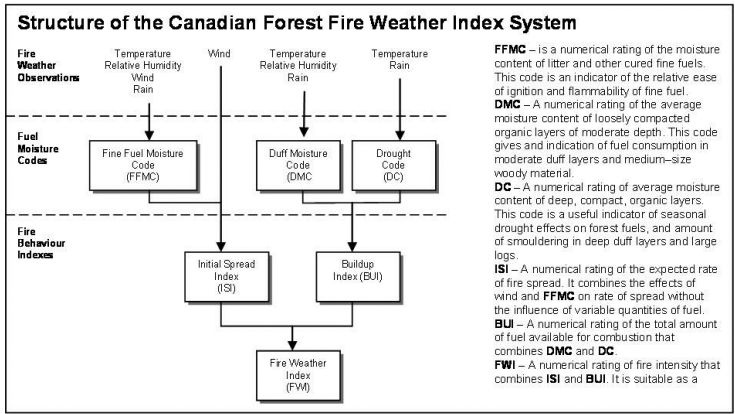 Structure of the Canadian Forest Fire Weather Index System
Fire
Weather
Observations
Temperature
Relative Humidity
Wind
Rain
Wind
Temperature
Relative Humidity
Rain
Temperature
Rain
Fuel
Moisture
Codes
Fine Fuel Moisture
Code
(FFMC)
Duff Moisture
Code
(DMC
Drought
Code
(DC)
Fire
Behaviour
Indexes
Initial Spread
Index
(ISI)
Buildup
Index (BUI)
Fire Weather
Index
(FWI)
FFMC – is a numerical rating of the moisture
content of litter and other cured fine fuels.
This code is an indicator of the relative ease
of ignition and flammability of fine fuel.
DMC – A numerical rating of the average
moisture content of loosely compacted
organic layers of moderate depth. This code
gives and indication of fuel consumption in
moderate duff layers and medium–size
woody material.
DC – A numerical rating of average moisture
content of deep, compact, organic layers.
This code is a useful indicator of seasonal
drought effects on forest fuels, and amount
of smouldering in deep duff layers and large
logs.
ISI – A numerical rating of the expected rate
of fire spread. It combines the effects of
wind and FFMC on rate of spread without
the influence of variable quantities of fuel.
BUI – A numerical rating of the total amount
of fuel available for combustion that
combines DMC and DC.
FWI – A numerical rating of fire intensity that
combines ISI and BUI. It is suitable as a